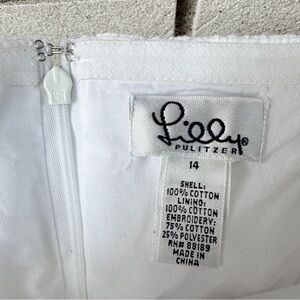 Lilly®
PULITZER
14
SHELL:
100% COTTON
LINING:
100% COTTON
EMBROIDERY:
75% COTTON
25% POLYESTER
RN# 88189
MADE IN
CHINA